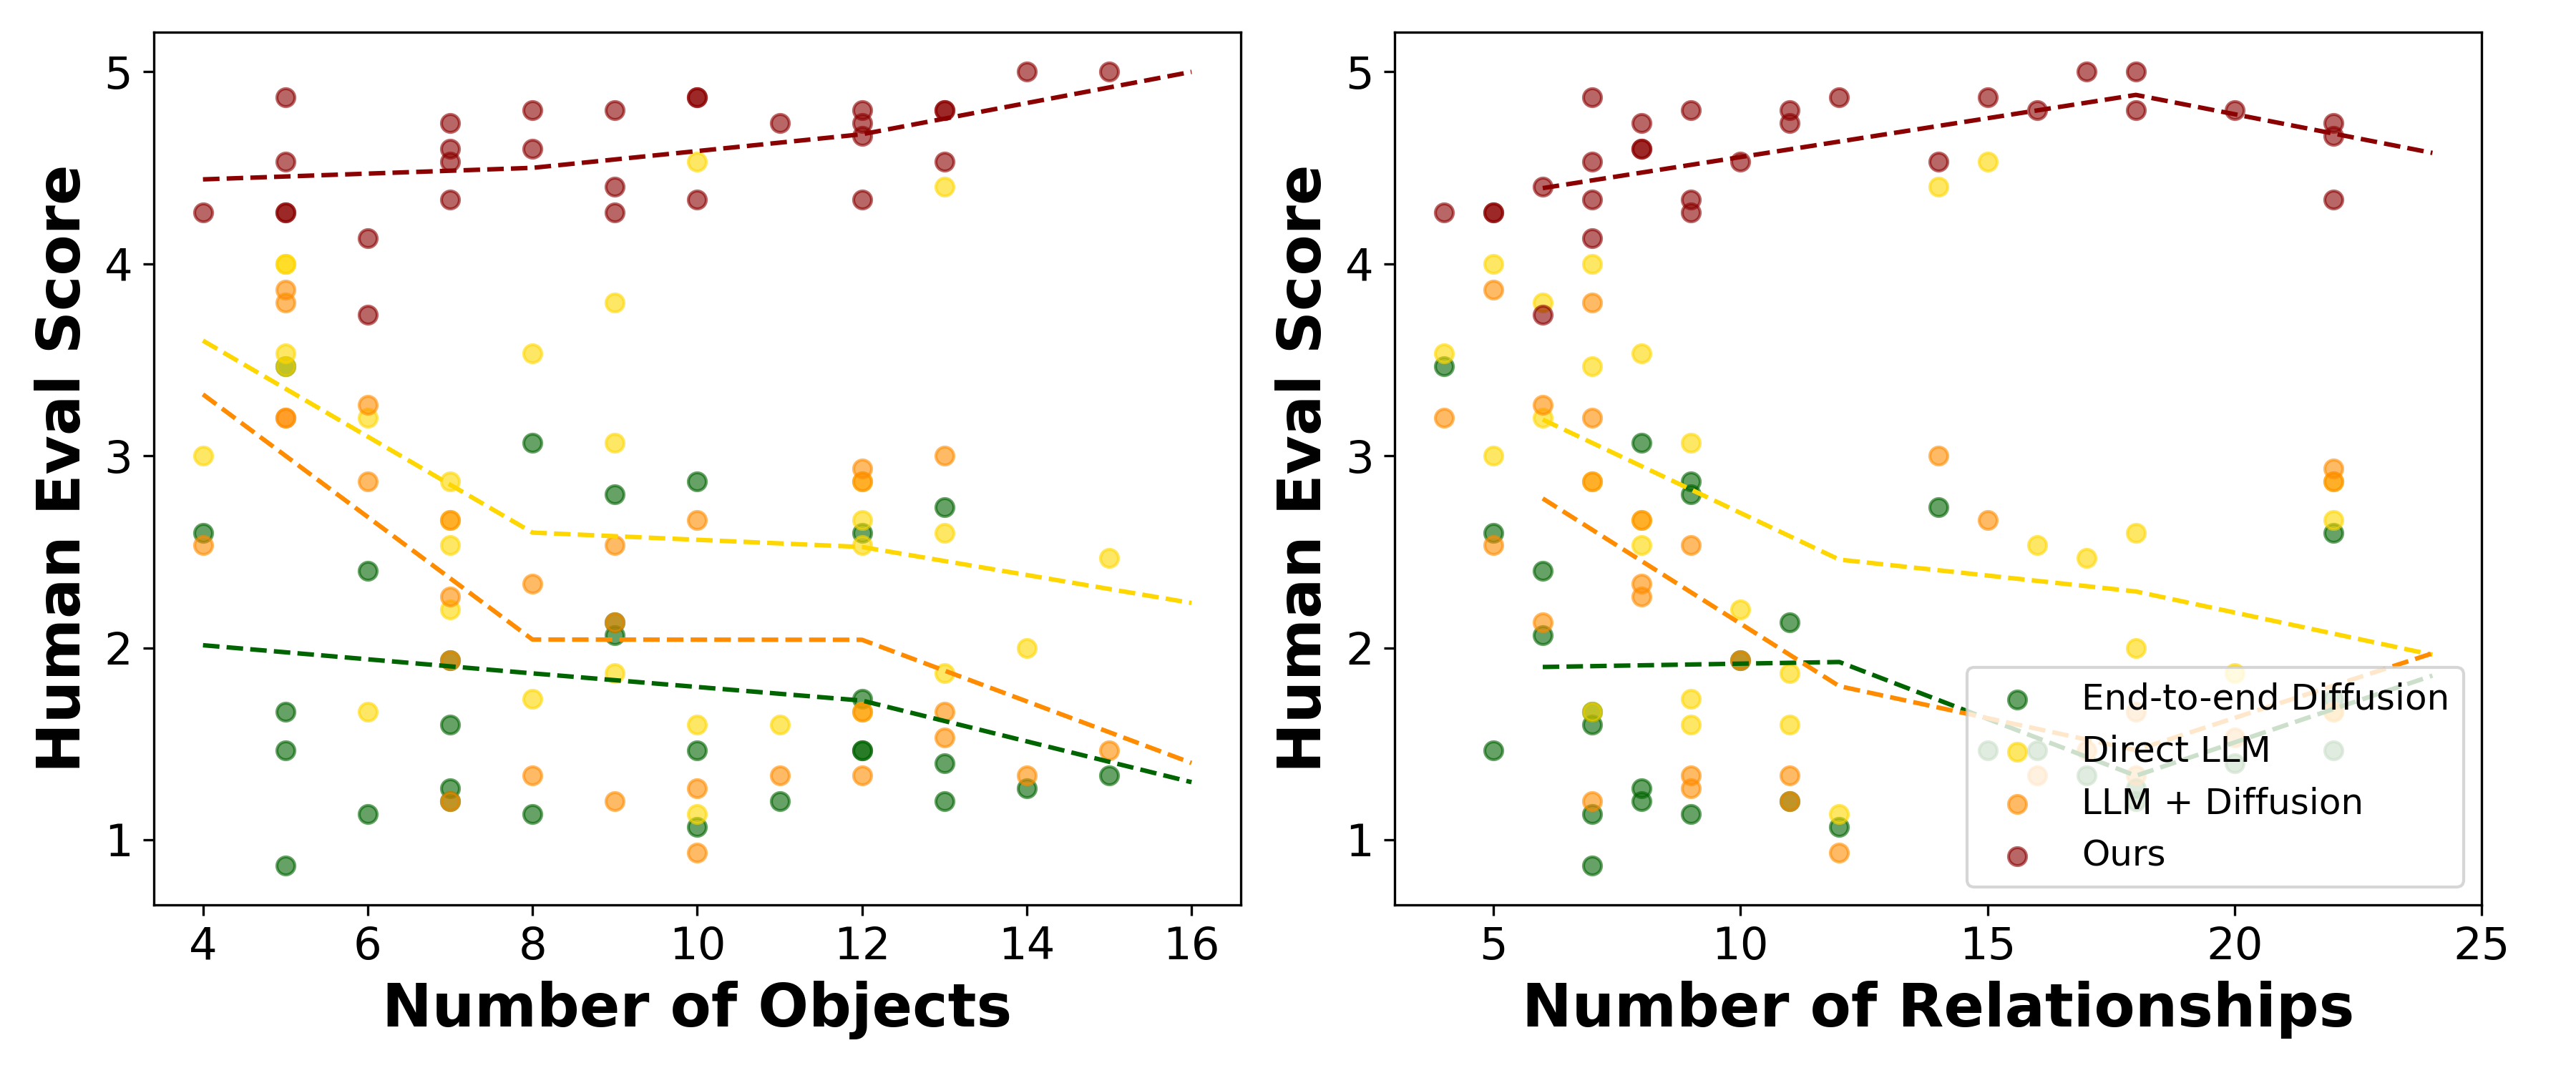 Human Eval Score
5
4
3
2
1
4 6 8 10 12 14 16
Number of Objects
Human Eval Score
5
4
3
2
1
5 10 15 20 25
Number of Relationships
End-to-end Diffusion
Direct LLM
LLM + Diffusion
Ours